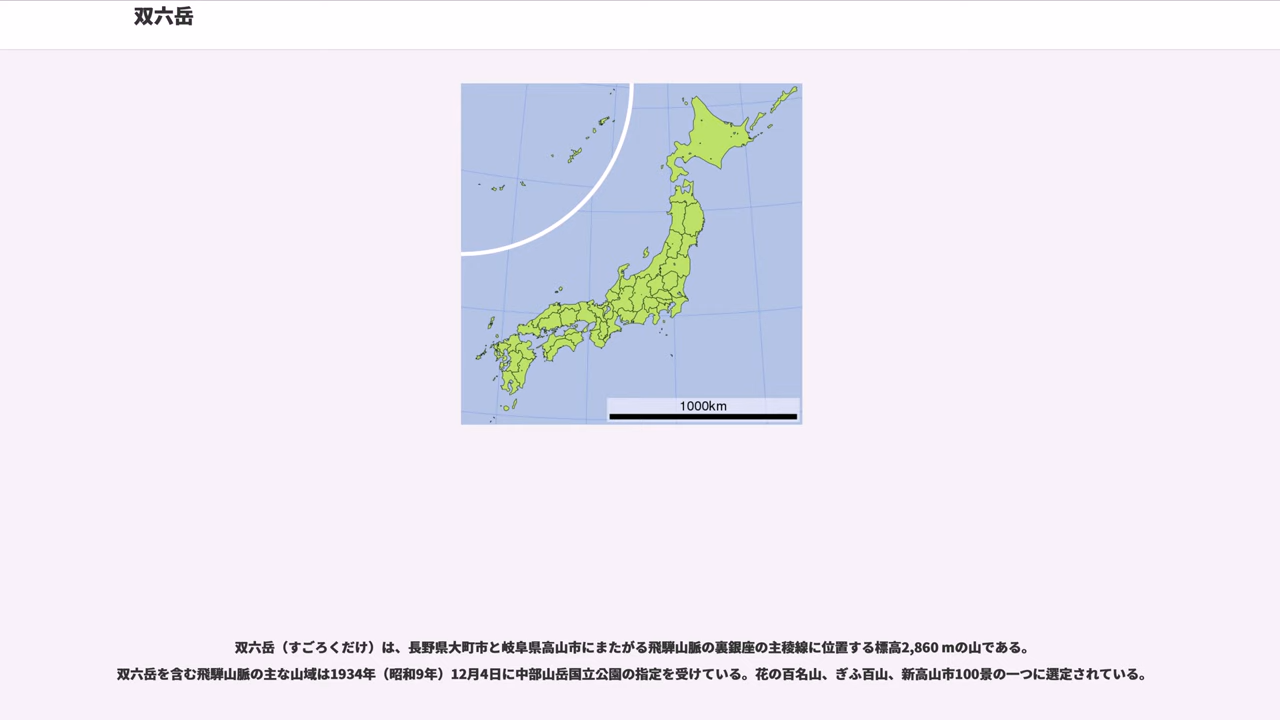 双六岳
1000km
双六岳（すごろくだけ）は、長野県大町市と岐阜県高山市にまたがる飛騨山脈の裏銀座の主稜線に位置する標高2,860 mの山である。
双六岳を含む飛騨山脈の主な山域は1934年（昭和9年）12月4日に中部山岳国立公園の指定を受けている。花の百名山、ぎふ百山、新高山市100景の一つに選定されている。